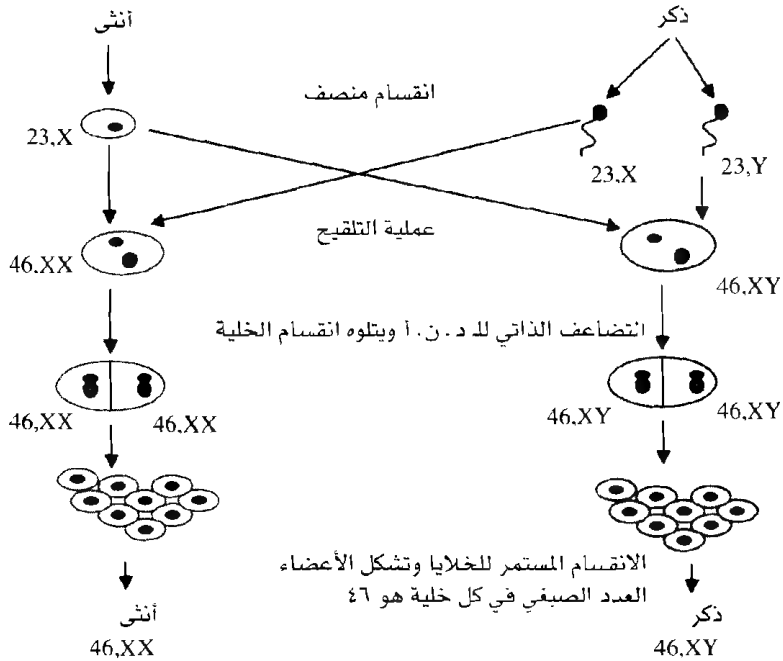 ذكر
أنثى
انقسام منصف
23,X
23,X
23,Y
عملية التلقيح
46,XX
46,XY
التضاعف الذاتي للـ د.ن.أ ويتلوه انقسام الخلية
46,XX
46,XX
46,XY
46,XY
الانقسام المستمر للخلايا وتشكل الأعضاء
العدد الصبغي في كل خلية هو ٤٦
ذكر
46,XY
أنثى
46,XX